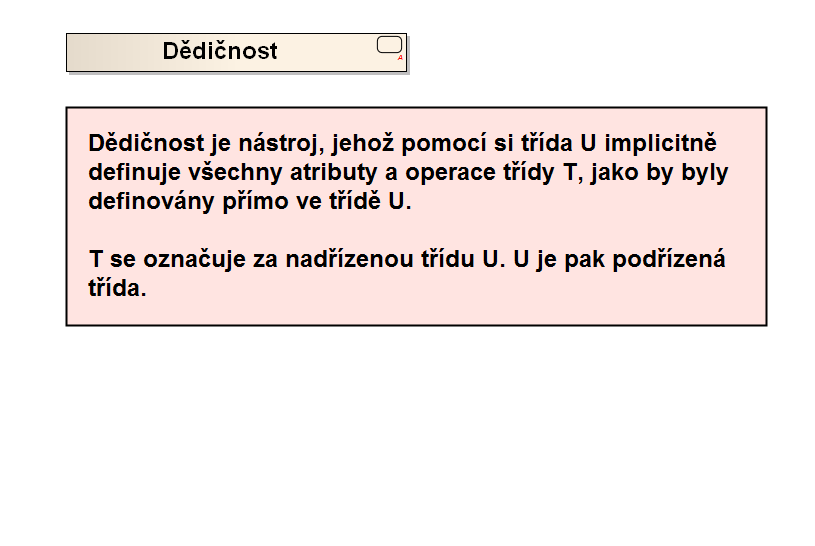 Dědičnost
A
Dědičnost je nástroj, jehož pomocí si třída U implicitně
definuje všechny atributy a operace třídy T, jako by byly
definovány přímo ve třídě U.
T se označuje za nadřízenou třídu U. U je pak podřízená
třída.